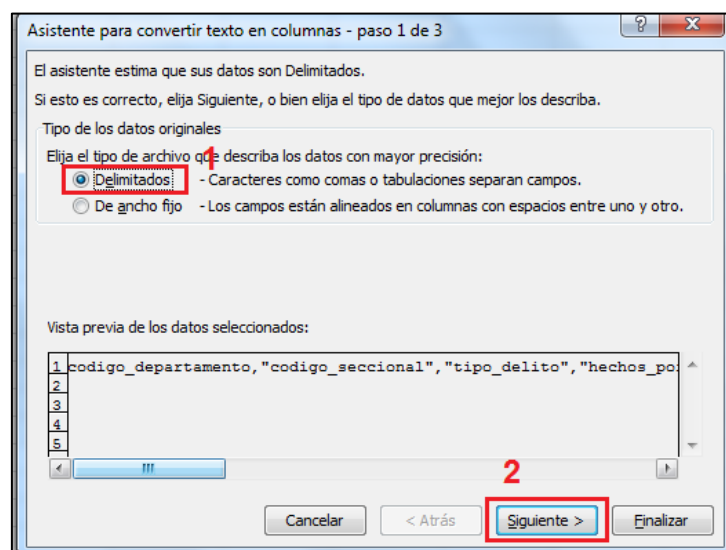 Asistente para convertir texto en columnas - paso 1 de 3
El asistente estima que sus datos son Delimitados.
Si esto es correcto, elija Siguiente, o bien elija el tipo de datos que mejor los describa.
Tipo de los datos originales
Elija el tipo de archivo que describa los datos con mayor precisión:
1
Delimitados - Caracteres como comas o tabulaciones separan campos.
De ancho fijo - Los campos están alineados en columnas con espacios entre uno y otro.
Vista previa de los datos seleccionados:
1 codigo_departamento,"codigo_seccional","tipo_delito","hechos_po
2
3
4
5
2
Cancelar < Atrás Siguiente > Finalizar